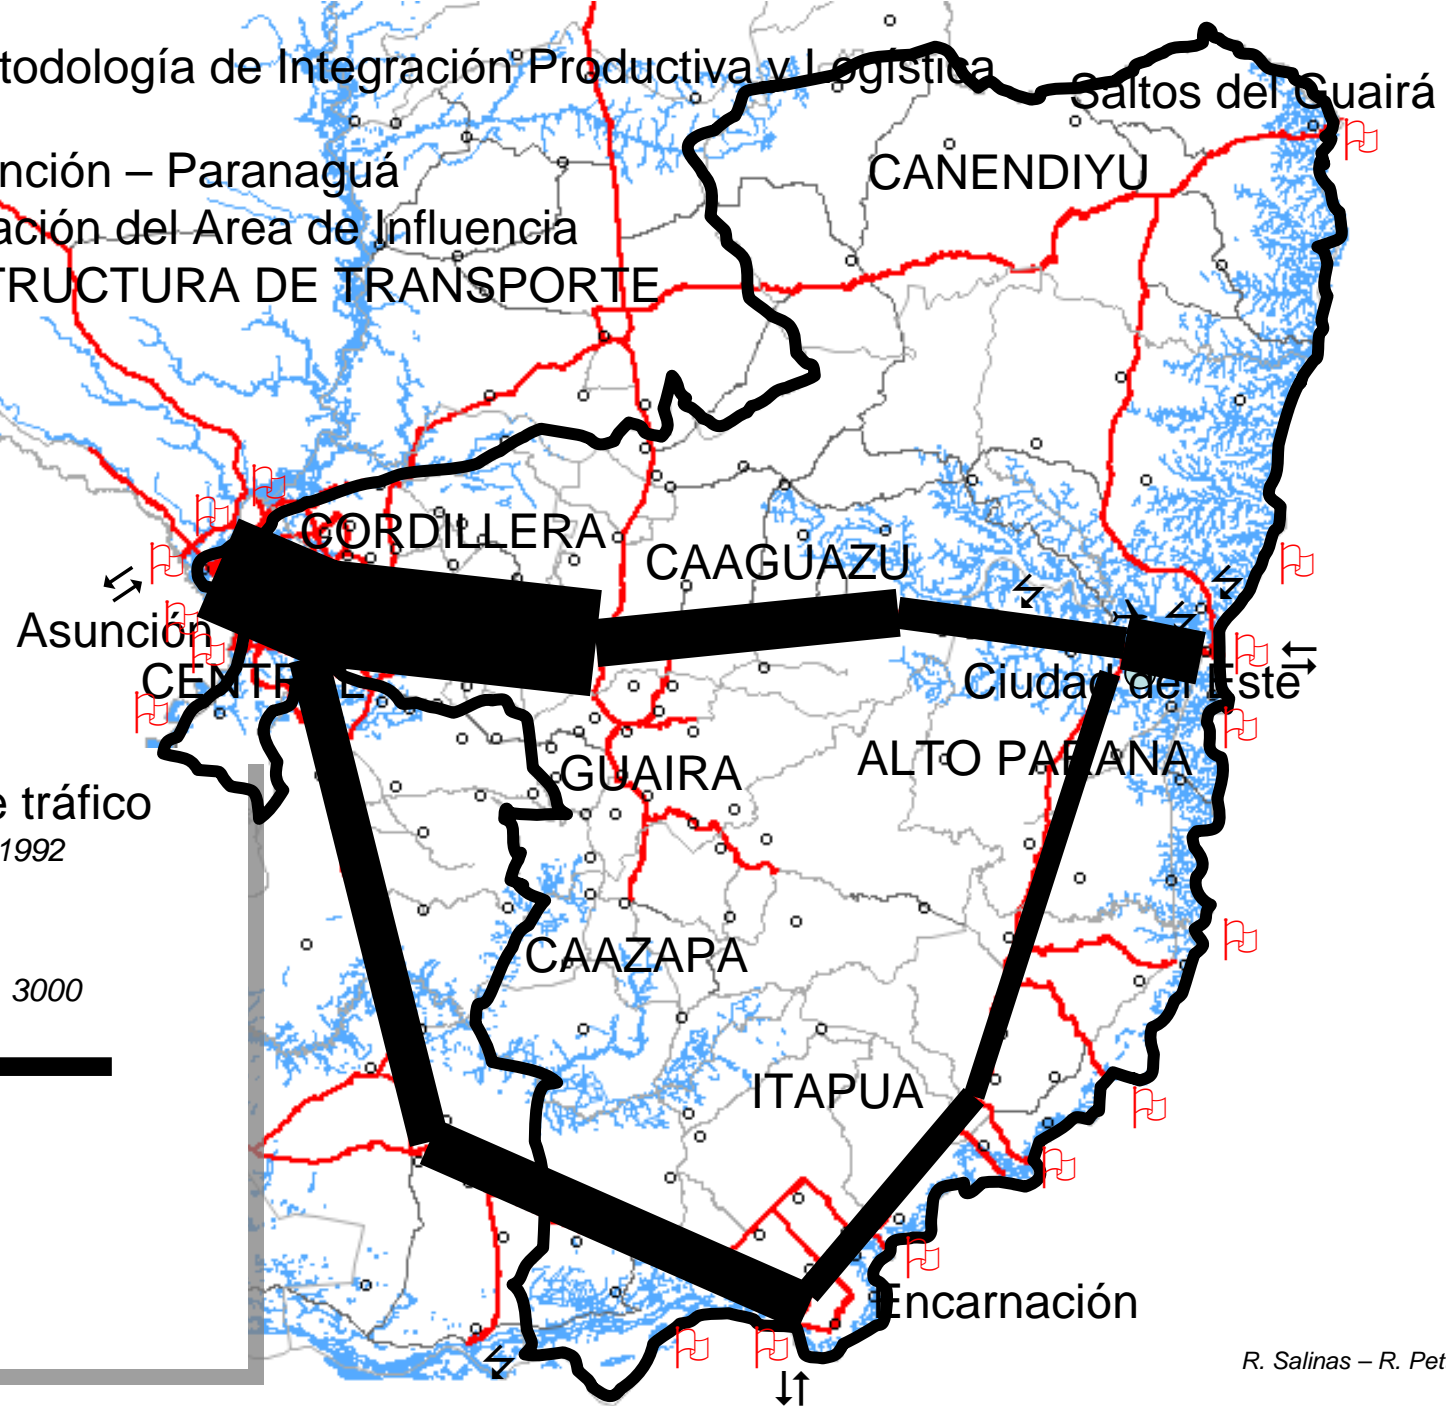 todología de Integración Productiva y Logística
Saltos del Guairá
nción – Paranaguá
CANENDIYU
ación del Area de Influencia
TRUCTURA DE TRANSPORTE
CORDILLERA
CAAGUAZU
Asunción
CENTRAL
Ciudad del Este
ALTO PARANA
GUAIRA
e tráfico
1992
CAAZAPA
3000
ITAPUA
Encarnación
R. Salinas – R. Pet